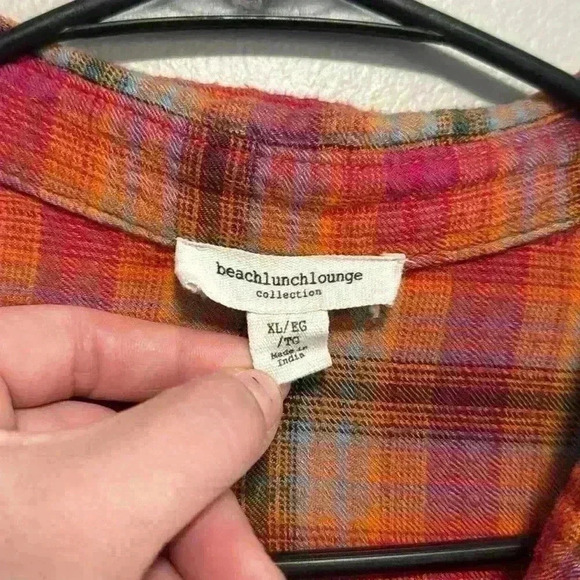 beachlunchlounge
collection
XL/EG
/TG
Made in
India